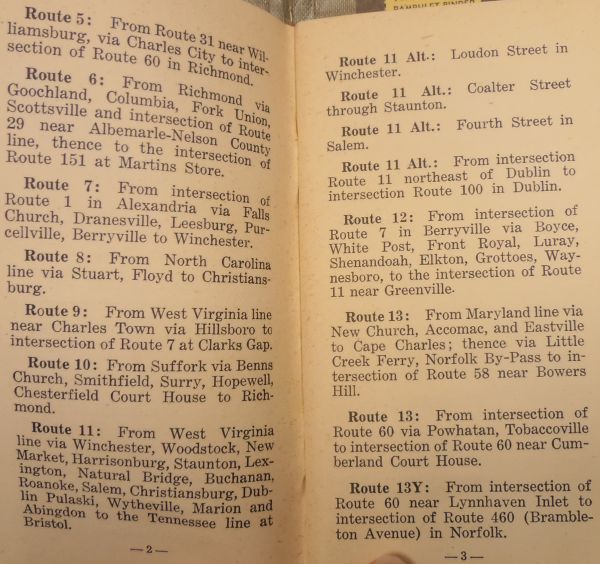 PAMPHLET BINDER
Route 5: From Route 31 near Wil-
liamsburg, via Charles City to inter-
section of Route 60 in Richmond.
Route 6: From Richmond via
Goochland, Columbia, Fork Union,
Scottsville and intersection of Route
29 near Albemarle-Nelson County
line, thence to the intersection of
Route 151 at Martins Store.
Route 7: From intersection of
Route 1 in Alexandria via Falls
Church, Dranesville, Leesburg, Pur-
cellville, Berryville to Winchester.
Route 8: From North Carolina
line via Stuart, Floyd to Christians-
burg.
Route 9: From West Virginia line
near Charles Town via Hillsboro to
intersection of Route 7 at Clarks Gap.
Route 10: From Suffork via Benns
Church, Smithfield, Surry, Hopewell,
Chesterfield Court House to Rich-
mond.
Route 11: From West Virginia
line via Winchester, Woodstock, New
Market, Harrisonburg, Staunton, Lex-
ington, Natural Bridge, Buchanan,
Roanoke, Salem, Christiansburg, Dub-
lin Pulaski, Wytheville, Marion and
Abingdon to the Tennessee line at
Bristol.
—2—
Route 11 Alt.: Loudon Street in
Winchester.
Route 11 Alt.: Coalter Street
through Staunton.
Route 11 Alt.: Fourth Street in
Salem.
Route 11 Alt.: From intersection
Route 11 northeast of Dublin to
intersection Route 100 in Dublin.
Route 12: From intersection of
Route 7 in Berryville via Boyce,
White Post, Front Royal, Luray,
Shenandoah, Elkton, Grottoes, Way-
nesboro, to the intersection of Route
11 near Greenville.
Route 13: From Maryland line via
New Church, Accomac, and Eastville
to Cape Charles; thence via Little
Creek Ferry, Norfolk By-Pass to in-
tersection of Route 58 near Bowers
Hill.
Route 13: From intersection of
Route 60 via Powhatan, Tobaccoville
to intersection of Route 60 near Cum-
berland Court House.
Route 13Y: From intersection of
Route 60 near Lynnhaven Inlet to
intersection of Route 460 (Bramble-
ton Avenue) in Norfolk.
—3—